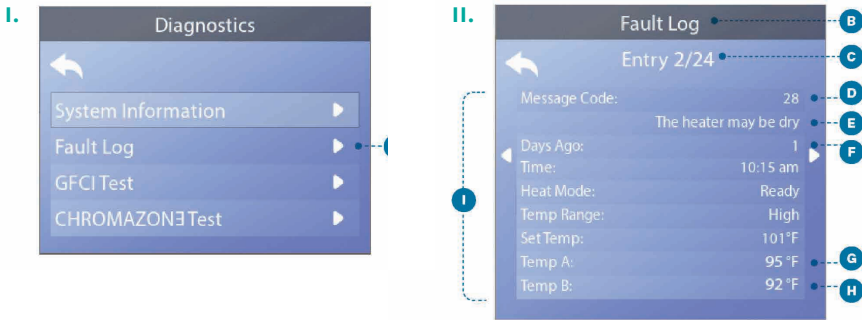 I.
Diagnostics
System Information
Fault Log
GFCI Test
CHROMAZONƎ Test
II.
Fault Log
B
Entry 2/24
C
Message Code: 28
D
The heater may be dry
E
Days Ago: 1
F
Time: 10:15 am
Heat Mode: Ready
I
Temp Range: High
Set Temp: 101°F
Temp A: 95 °F
G
Temp B: 92 °F
H